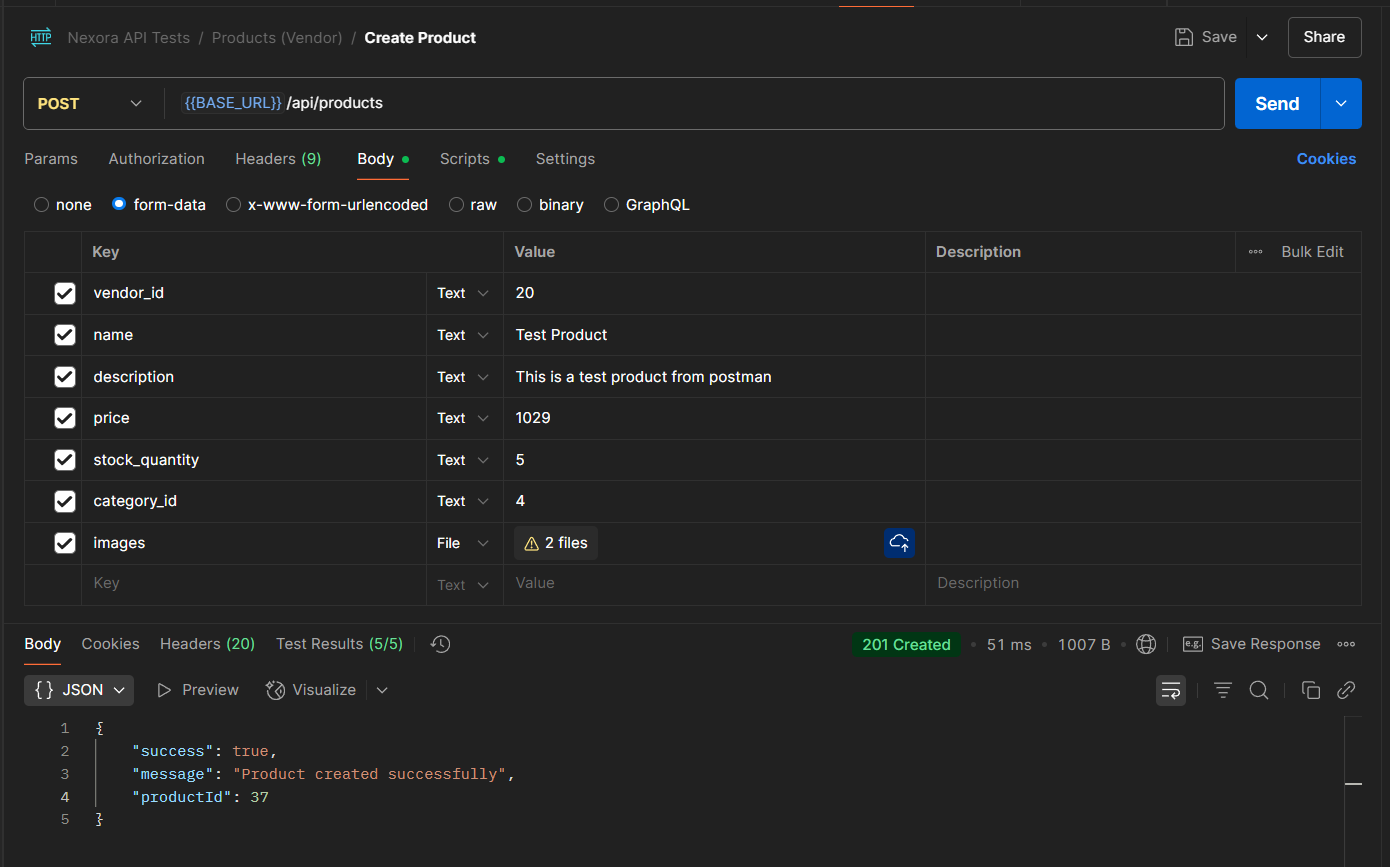 HTTP Nexora API Tests / Products (Vendor) / Create Product Save Share
POST {{BASE_URL}}/api/products Send
Params Authorization Headers (9) Body Scripts Settings Cookies
none form-data x-www-form-urlencoded raw binary GraphQL
Key Value Description Bulk Edit
vendor_id Text 20
name Text Test Product
description Text This is a test product from postman
price Text 1029
stock_quantity Text 5
category_id Text 4
images File 2 files
Key Text Value Description
Body Cookies Headers (20) Test Results (5/5) 201 Created • 51 ms • 1007 B • e.g. Save Response
{} JSON Preview Visualize
1 {
2 "success": true,
3 "message": "Product created successfully",
4 "productId": 37
5 }